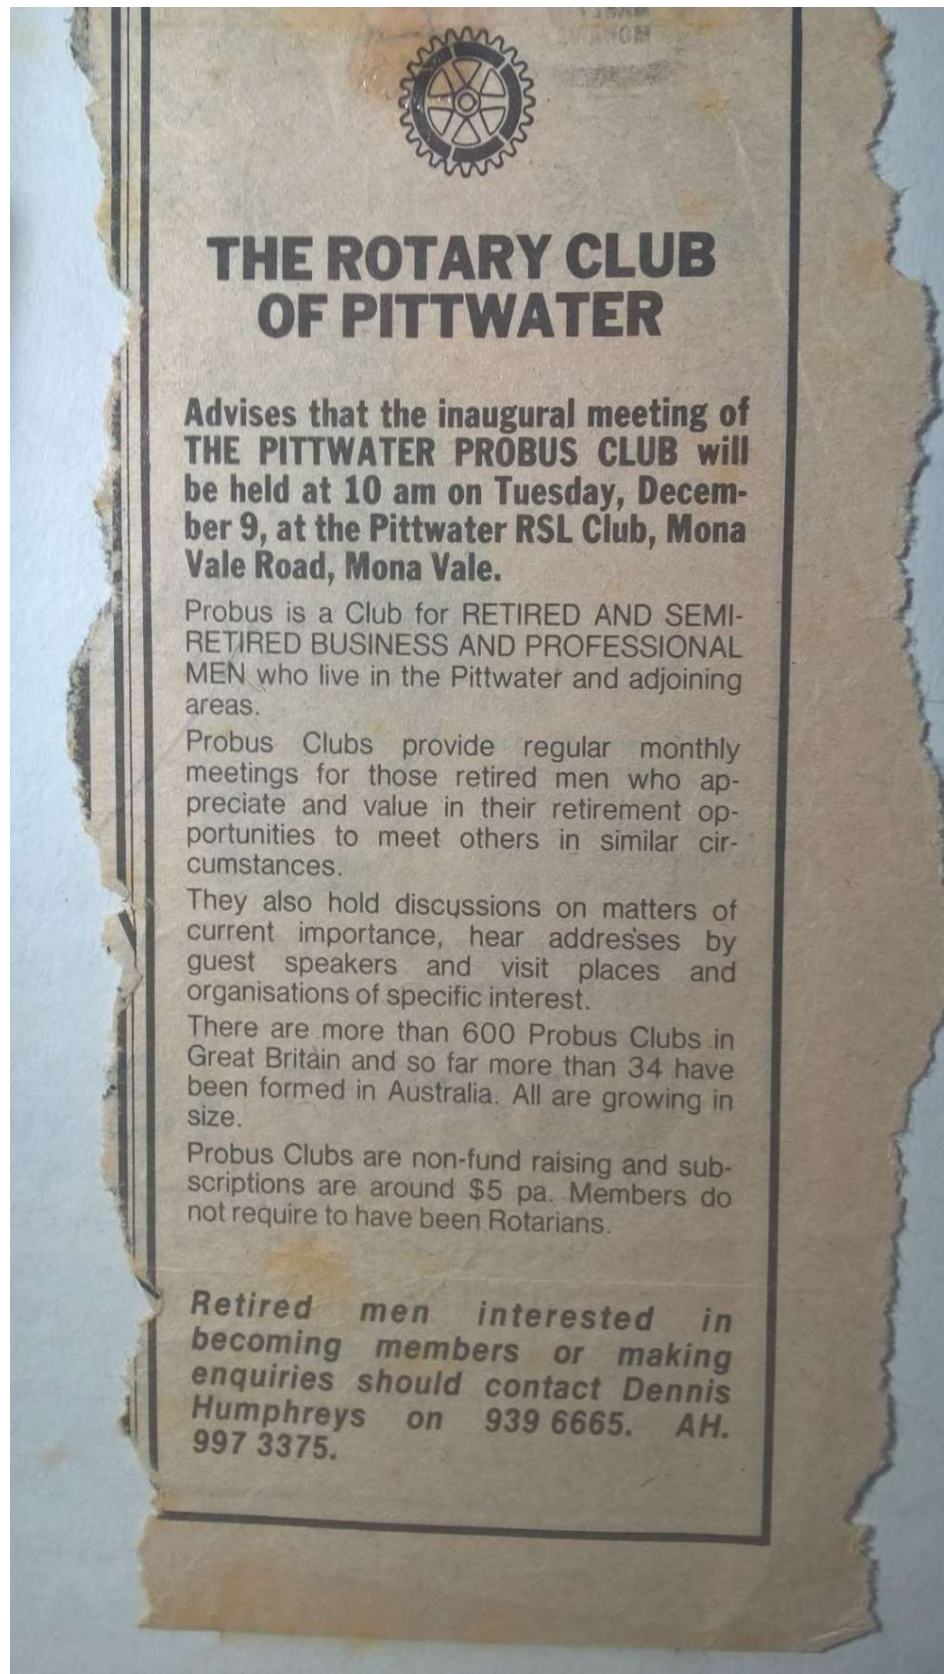 THE ROTARY CLUB
OF PITTWATER
Advises that the inaugural meeting of
THE PITTWATER PROBUS CLUB will
be held at 10 am on Tuesday, Decem-
ber 9, at the Pittwater RSL Club, Mona
Vale Road, Mona Vale.
Probus is a Club for RETIRED AND SEMI-
RETIRED BUSINESS AND PROFESSIONAL
MEN who live in the Pittwater and adjoining
areas.
Probus Clubs provide regular monthly
meetings for those retired men who ap-
preciate and value in their retirement op-
portunities to meet others in similar cir-
cumstances.
They also hold discussions on matters of
current importance, hear addresses by
guest speakers and visit places and
organisations of specific interest.
There are more than 600 Probus Clubs in
Great Britain and so far more than 34 have
been formed in Australia. All are growing in
size.
Probus Clubs are non-fund raising and sub-
scriptions are around $5 pa. Members do
not require to have been Rotarians.
Retired men interested in
becoming members or making
enquiries should contact Dennis
Humphreys on 939 6665. AH.
997 3375.